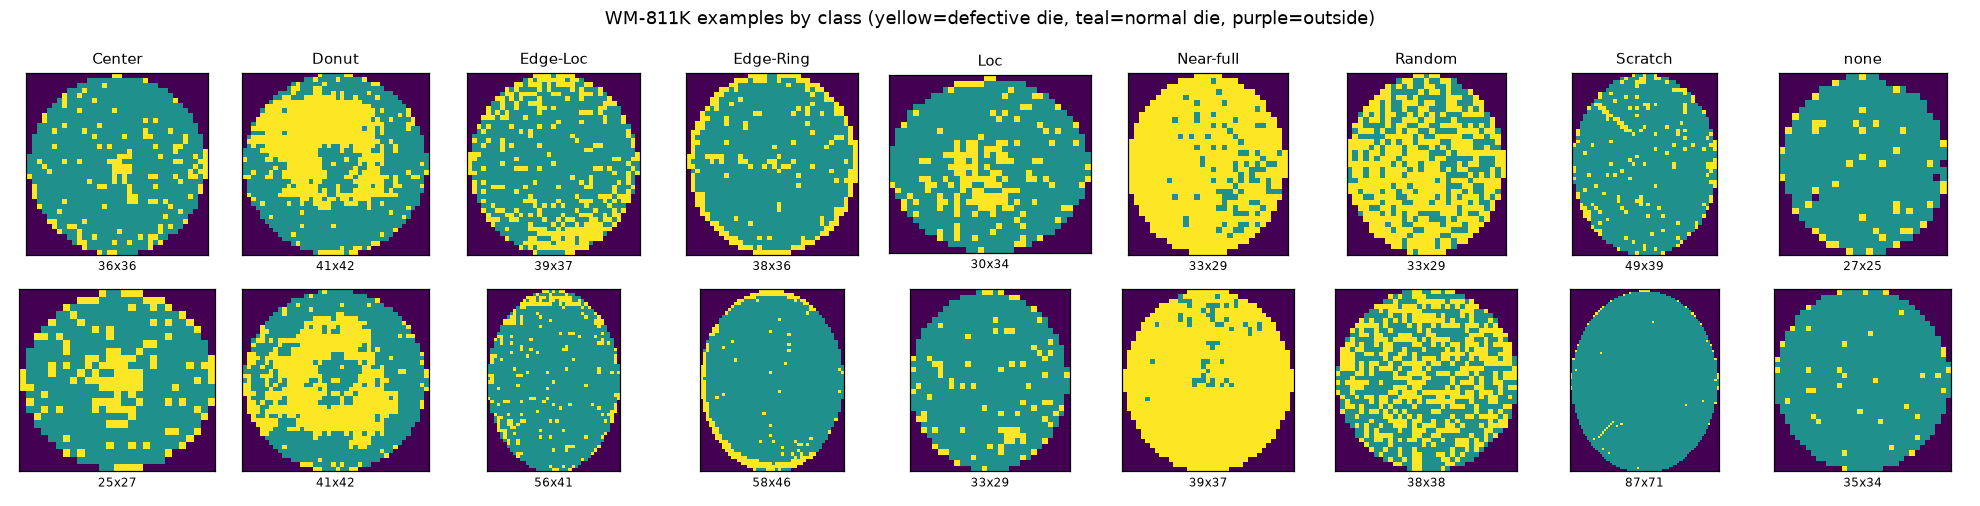 WM-811K examples by class (yellow=defective die, teal=normal die, purple=outside)
Center Donut Edge-Loc Edge-Ring Loc Near-full Random Scratch none
36x36 41x42 39x37 38x36 30x34 33x29 33x29 49x39 27x25
25x27 41x42 56x41 58x46 33x29 39x37 38x38 87x71 35x34